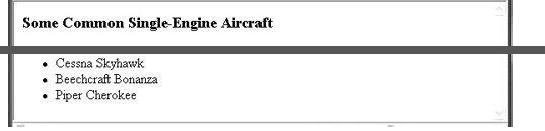 Some Common Single-Engine Aircraft
• Cessna Skyhawk
• Beechcraft Bonanza
• Piper Cherokee